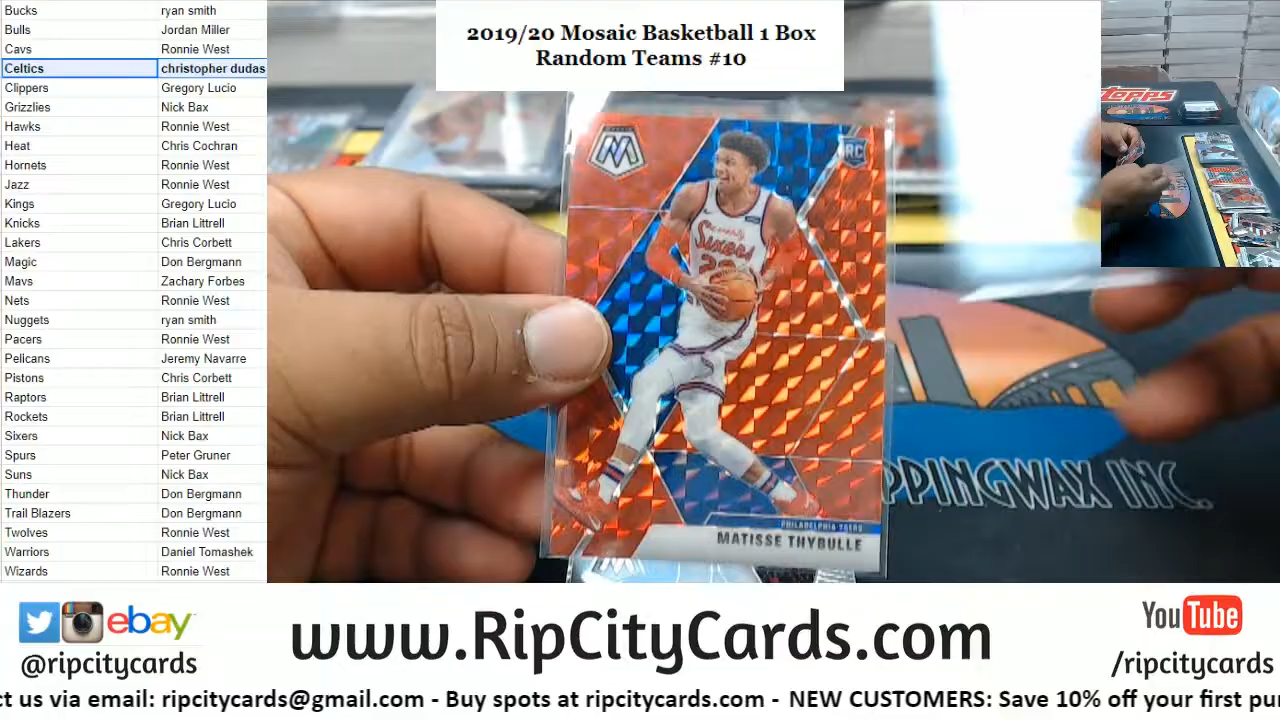 Bucks ryan smith
Bulls Jordan Miller
Cavs Ronnie West
Celtics christopher dudas
Clippers Gregory Lucio
Grizzlies Nick Bax
Hawks Ronnie West
Heat Chris Cochran
Hornets Ronnie West
Jazz Ronnie West
Kings Gregory Lucio
Knicks Brian Littrell
Lakers Chris Corbett
Magic Don Bergmann
Mavs Zachary Forbes
Nets Ronnie West
Nuggets ryan smith
Pacers Ronnie West
Pelicans Jeremy Navarre
Pistons Chris Corbett
Raptors Brian Littrell
Rockets Brian Littrell
Sixers Nick Bax
Spurs Peter Gruner
Suns Nick Bax
Thunder Don Bergmann
Trail Blazers Don Bergmann
Twolves Ronnie West
Warriors Daniel Tomashek
Wizards Ronnie West
2019/20 Mosaic Basketball 1 Box
Random Teams #10
topps
RC
Sixers
22
PHILADELPHIA 76ERS
MATISSE THYBULLE
PPINGWAX INC.
ebay
@ripcitycards
www.RipCityCards.com
YouTube
/ripcitycards
ct us via email: ripcitycards@gmail.com - Buy spots at ripcitycards.com - NEW CUSTOMERS: Save 10% off your first pu